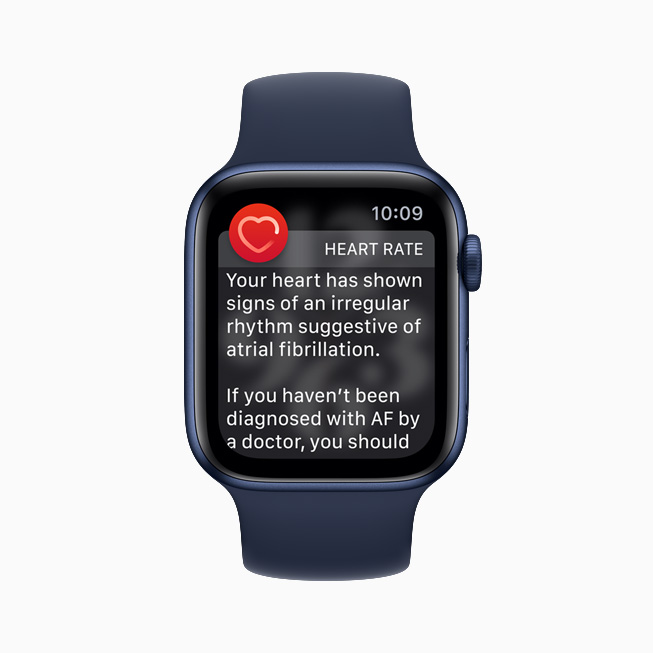 10:09
HEART RATE
Your heart has shown
signs of an irregular
rhythm suggestive of
atrial fibrillation.
If you haven’t been
diagnosed with AF by
a doctor, you should